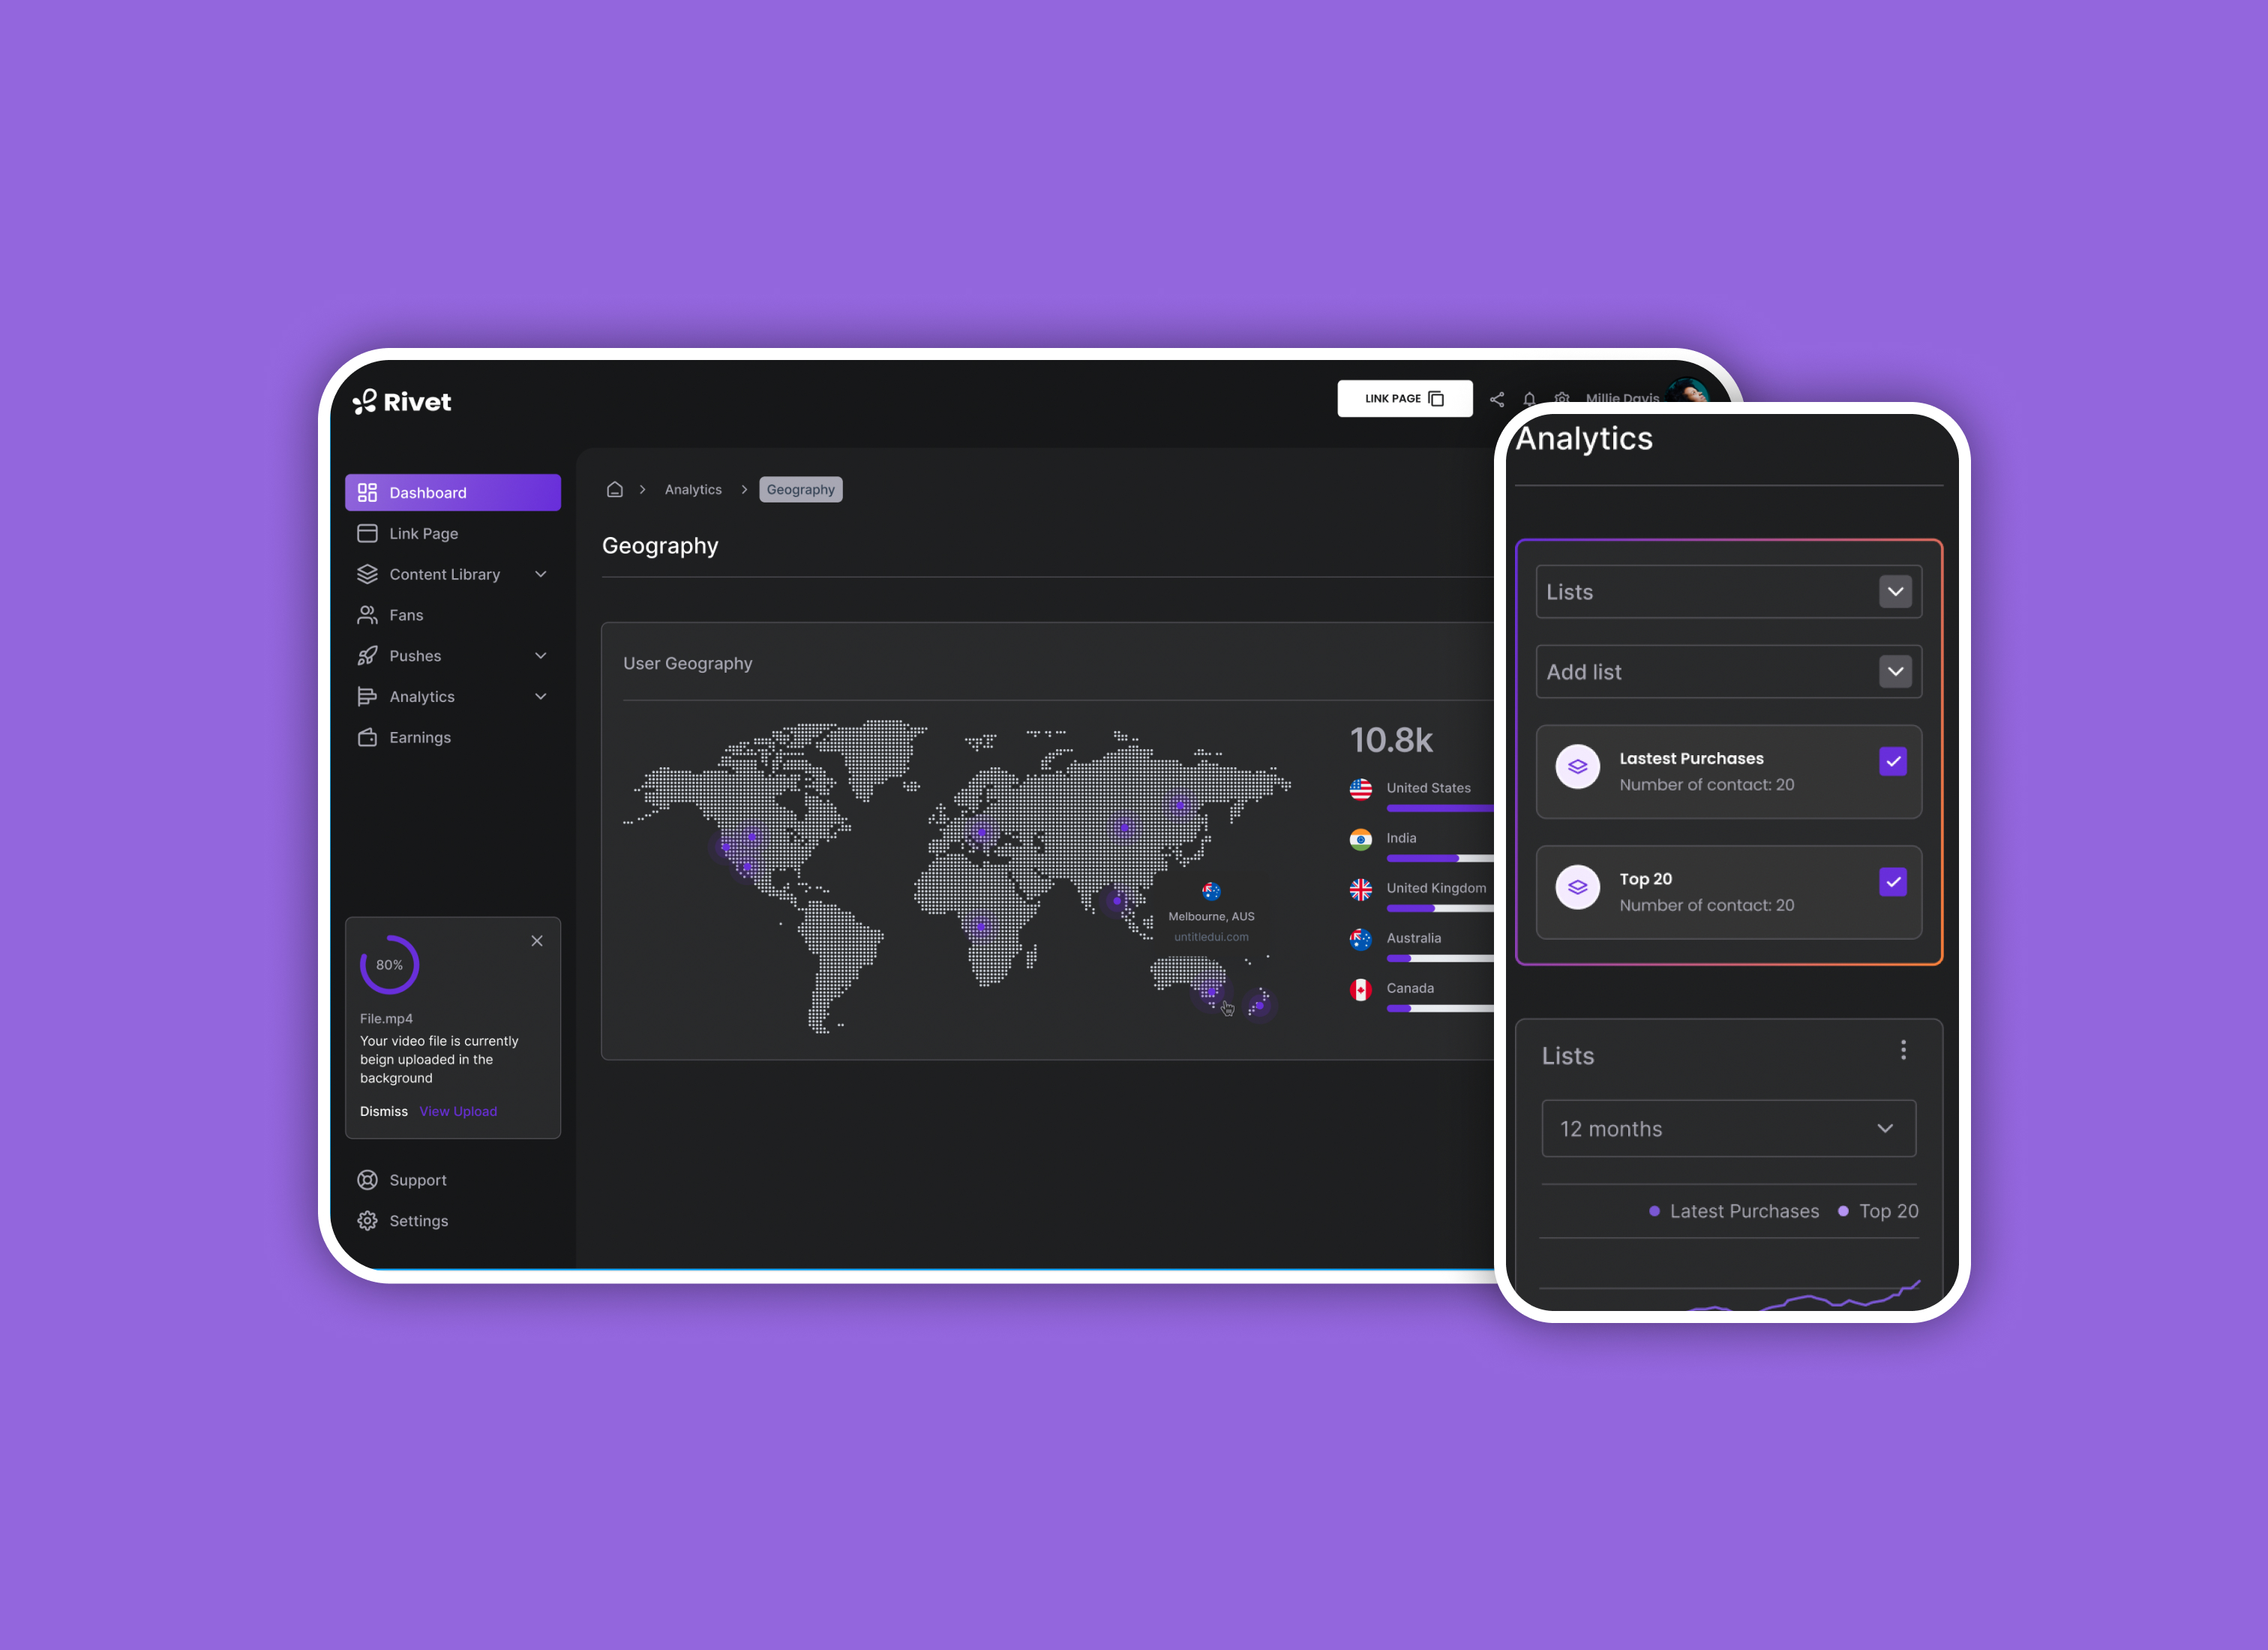 Rivet
LINK PAGE
Millie Davis
Dashboard
Link Page
Content Library
Fans
Pushes
Analytics
Earnings
80%
File.mp4
Your video file is currently
beign uploaded in the
background
Dismiss View Upload
Support
Settings
Analytics Geography
Geography
User Geography
10.8k
United States
India
United Kingdom
Australia
Canada
Melbourne, AUS
untitledui.com
Analytics
Lists
Add list
Lastest Purchases
Number of contact: 20
Top 20
Number of contact: 20
Lists
12 months
Latest Purchases Top 20